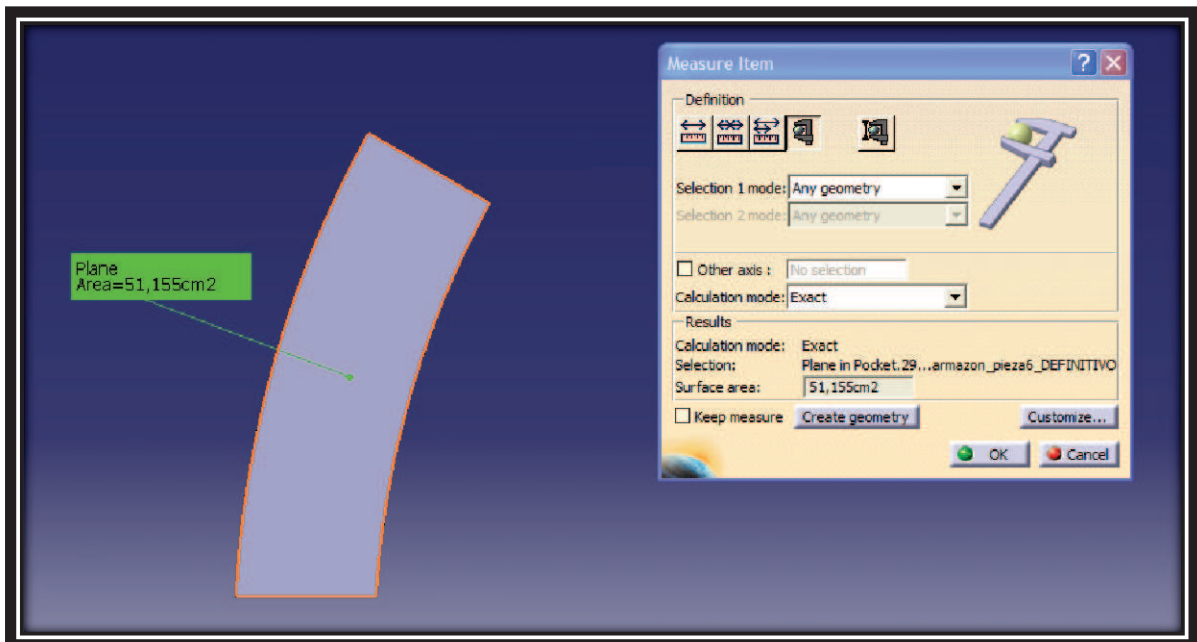 Plane
Area=51,155cm2
Measure Item
Definition
Selection 1 mode: Any geometry
Selection 2 mode: Any geometry
Other axis : No selection
Calculation mode: Exact
Results
Calculation mode: Exact
Selection: Plane in Pocket.29...armazon_pieza6_DEFINITIVO
Surface area: 51,155cm2
Keep measure Create geometry Customize...
OK Cancel